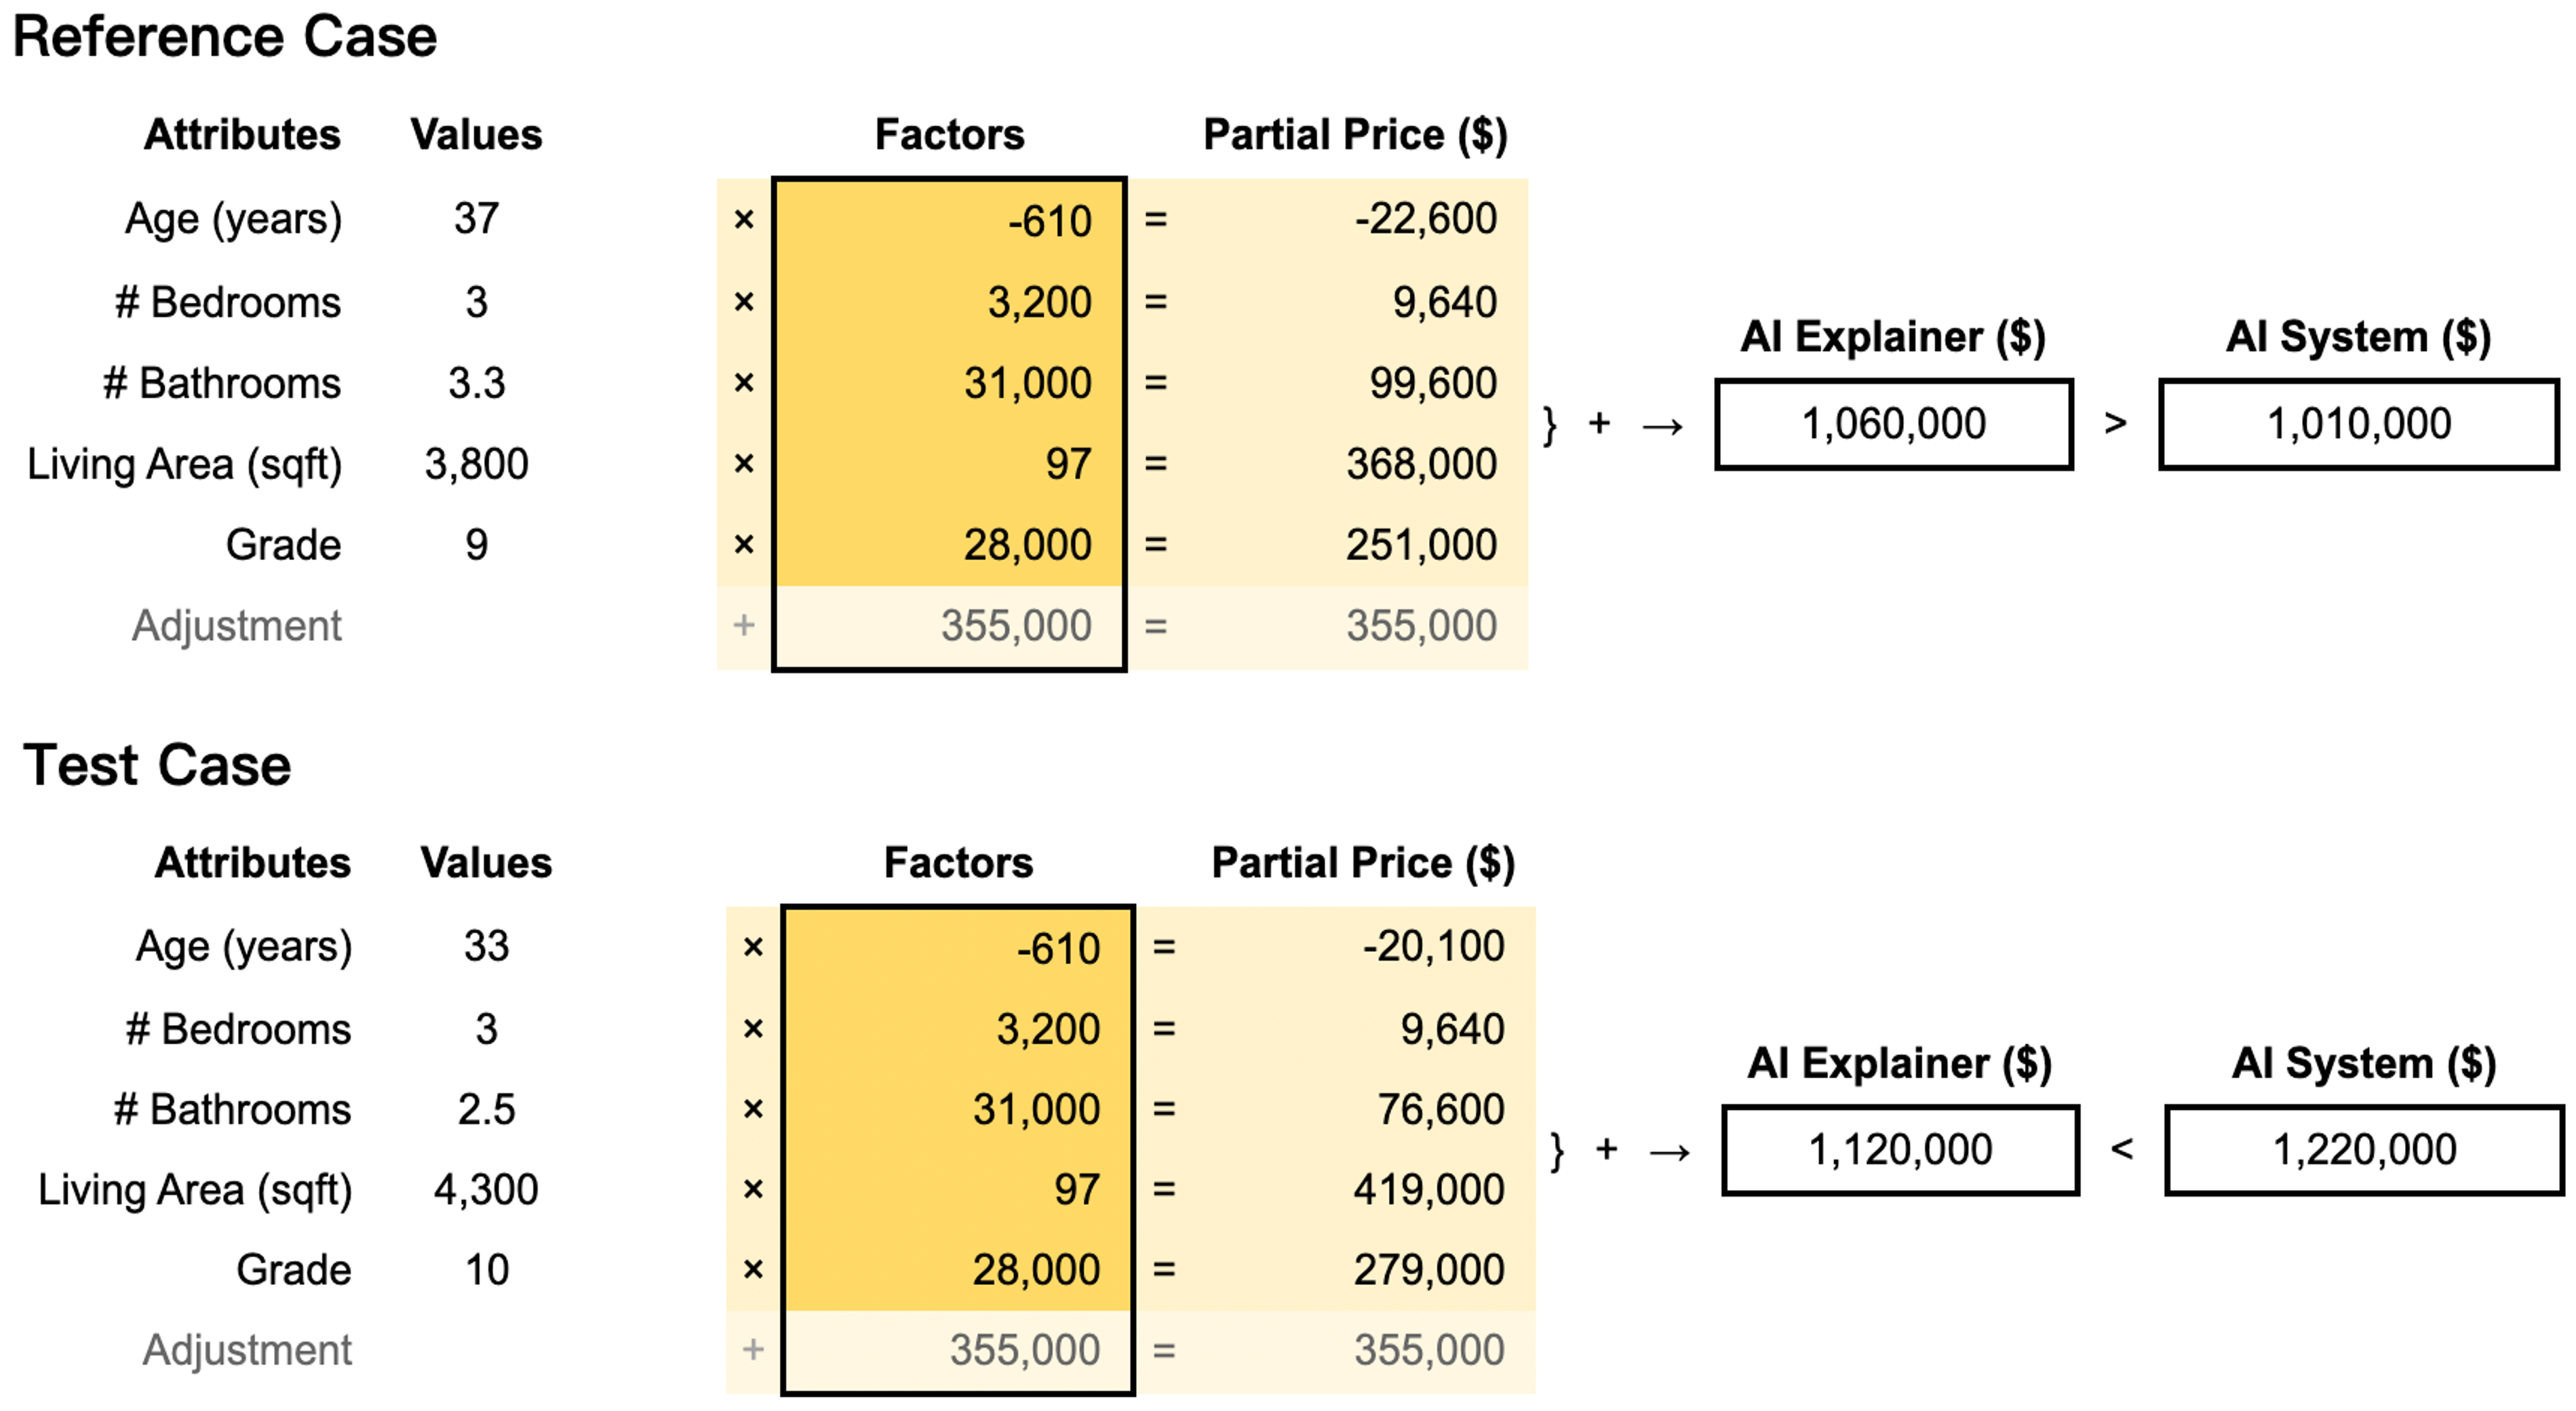 Reference Case
Attributes Values Factors Partial Price ($)
Age (years) 37 × -610 = -22,600
# Bedrooms 3 × 3,200 = 9,640
# Bathrooms 3.3 × 31,000 = 99,600
Living Area (sqft) 3,800 × 97 = 368,000
Grade 9 × 28,000 = 251,000
Adjustment + 355,000 = 355,000
AI Explainer ($) AI System ($)
} + → 1,060,000 > 1,010,000
Test Case
Attributes Values Factors Partial Price ($)
Age (years) 33 × -610 = -20,100
# Bedrooms 3 × 3,200 = 9,640
# Bathrooms 2.5 × 31,000 = 76,600
Living Area (sqft) 4,300 × 97 = 419,000
Grade 10 × 28,000 = 279,000
Adjustment + 355,000 = 355,000
AI Explainer ($) AI System ($)
} + → 1,120,000 < 1,220,000